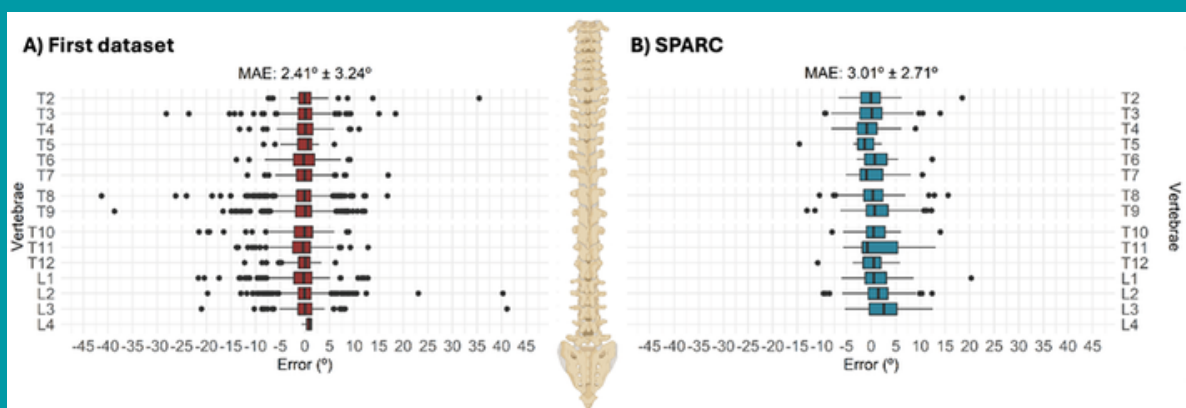 A) First dataset
MAE: 2.41º ± 3.24º
Vertebrae
T2
T3
T4
T5
T6
T7
T8
T9
T10
T11
T12
L1
L2
L3
L4
-45 -40 -35 -30 -25 -20 -15 -10 -5 0 5 10 15 20 25 30 35 40 45
Error (º)
B) SPARC
MAE: 3.01º ± 2.71º
T2
T3
T4
T5
T6
T7
T8
T9
T10
T11
T12
L1
L2
L3
L4
Vertebrae
-45 -40 -35 -30 -25 -20 -15 -10 -5 0 5 10 15 20 25 30 35 40 45
Error (º)